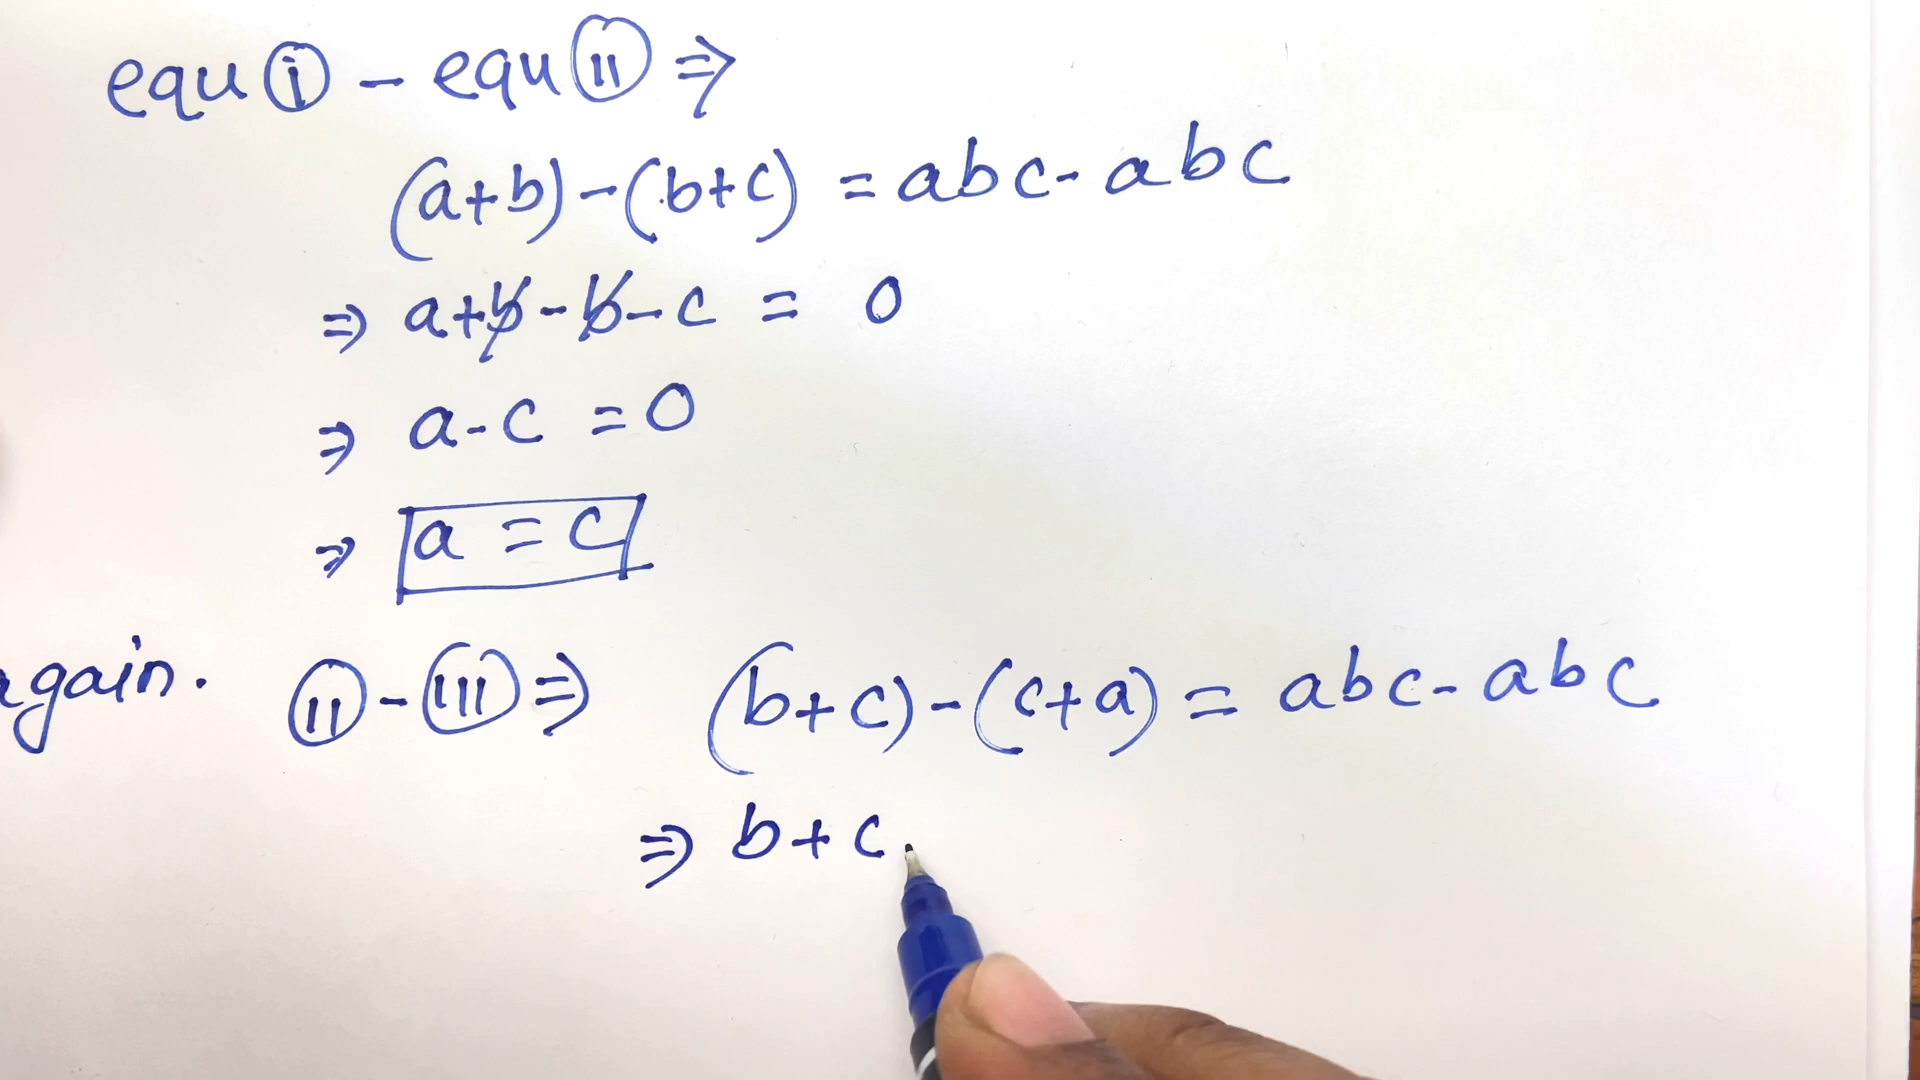 equ (i) - equ (ii) ⇒
(a+b)-(b+c) = abc - abc
⇒ a+b-b-c = 0
⇒ a-c = 0
⇒ a = c
again. (ii) - (iii) ⇒ (b+c)-(c+a) = abc - abc
⇒ b+c